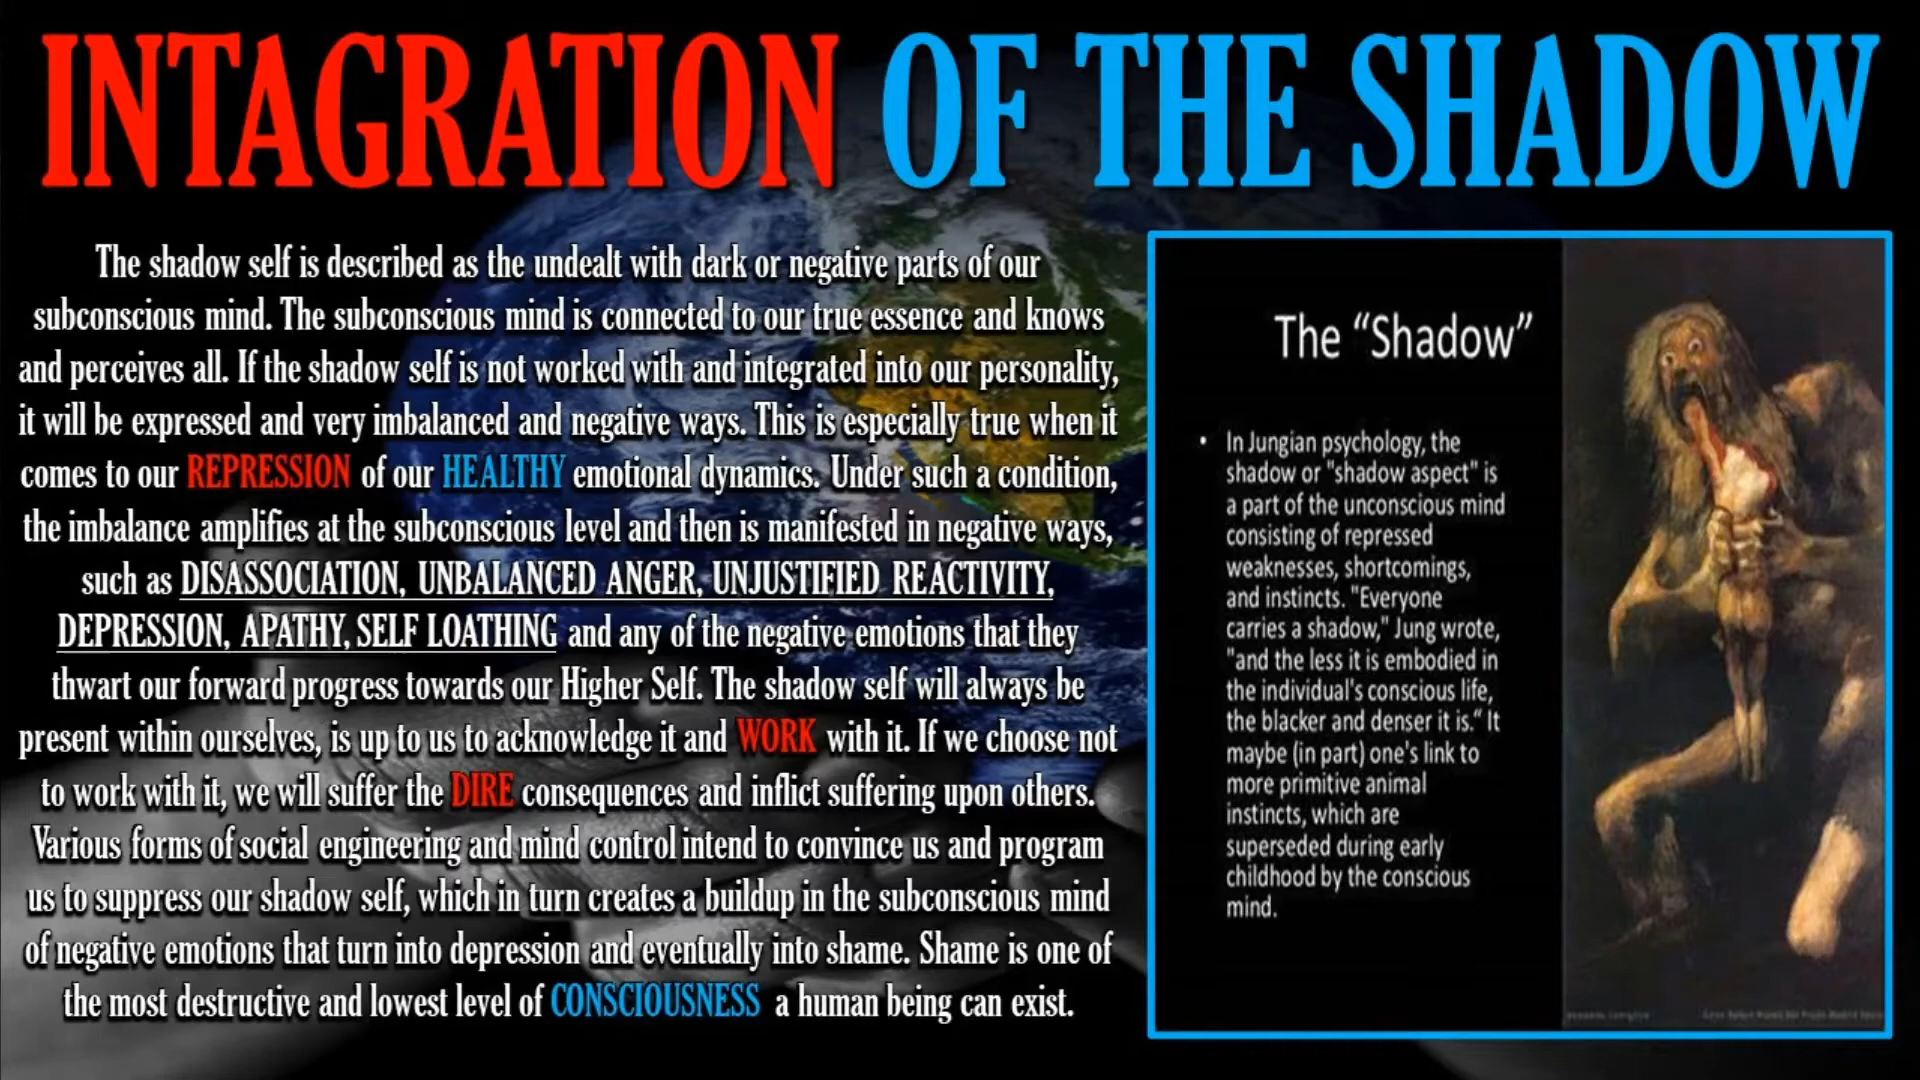 INTAGRATION OF THE SHADOW
The shadow self is described as the undealt with dark or negative parts of our
subconscious mind. The subconscious mind is connected to our true essence and knows
and perceives all. If the shadow self is not worked with and integrated into our personality,
it will be expressed and very imbalanced and negative ways. This is especially true when it
comes to our REPRESSION of our HEALTHY emotional dynamics. Under such a condition,
the imbalance amplifies at the subconscious level and then is manifested in negative ways,
such as DISASSOCIATION, UNBALANCED ANGER, UNJUSTIFIED REACTIVITY,
DEPRESSION, APATHY, SELF LOATHING and any of the negative emotions that they
thwart our forward progress towards our Higher Self. The shadow self will always be
present within ourselves, is up to us to acknowledge it and WORK with it. If we choose not
to work with it, we will suffer the DIRE consequences and inflict suffering upon others.
Various forms of social engineering and mind control intend to convince us and program
us to suppress our shadow self, which in turn creates a buildup in the subconscious mind
of negative emotions that turn into depression and eventually into shame. Shame is one of
the most destructive and lowest level of CONSCIOUSNESS a human being can exist.
The “Shadow”
• In Jungian psychology, the
shadow or "shadow aspect" is
a part of the unconscious mind
consisting of repressed
weaknesses, shortcomings,
and instincts. "Everyone
carries a shadow," Jung wrote,
"and the less it is embodied in
the individual's conscious life,
the blacker and denser it is.“ It
maybe (in part) one's link to
more primitive animal
instincts, which are
superseded during early
childhood by the conscious
mind.